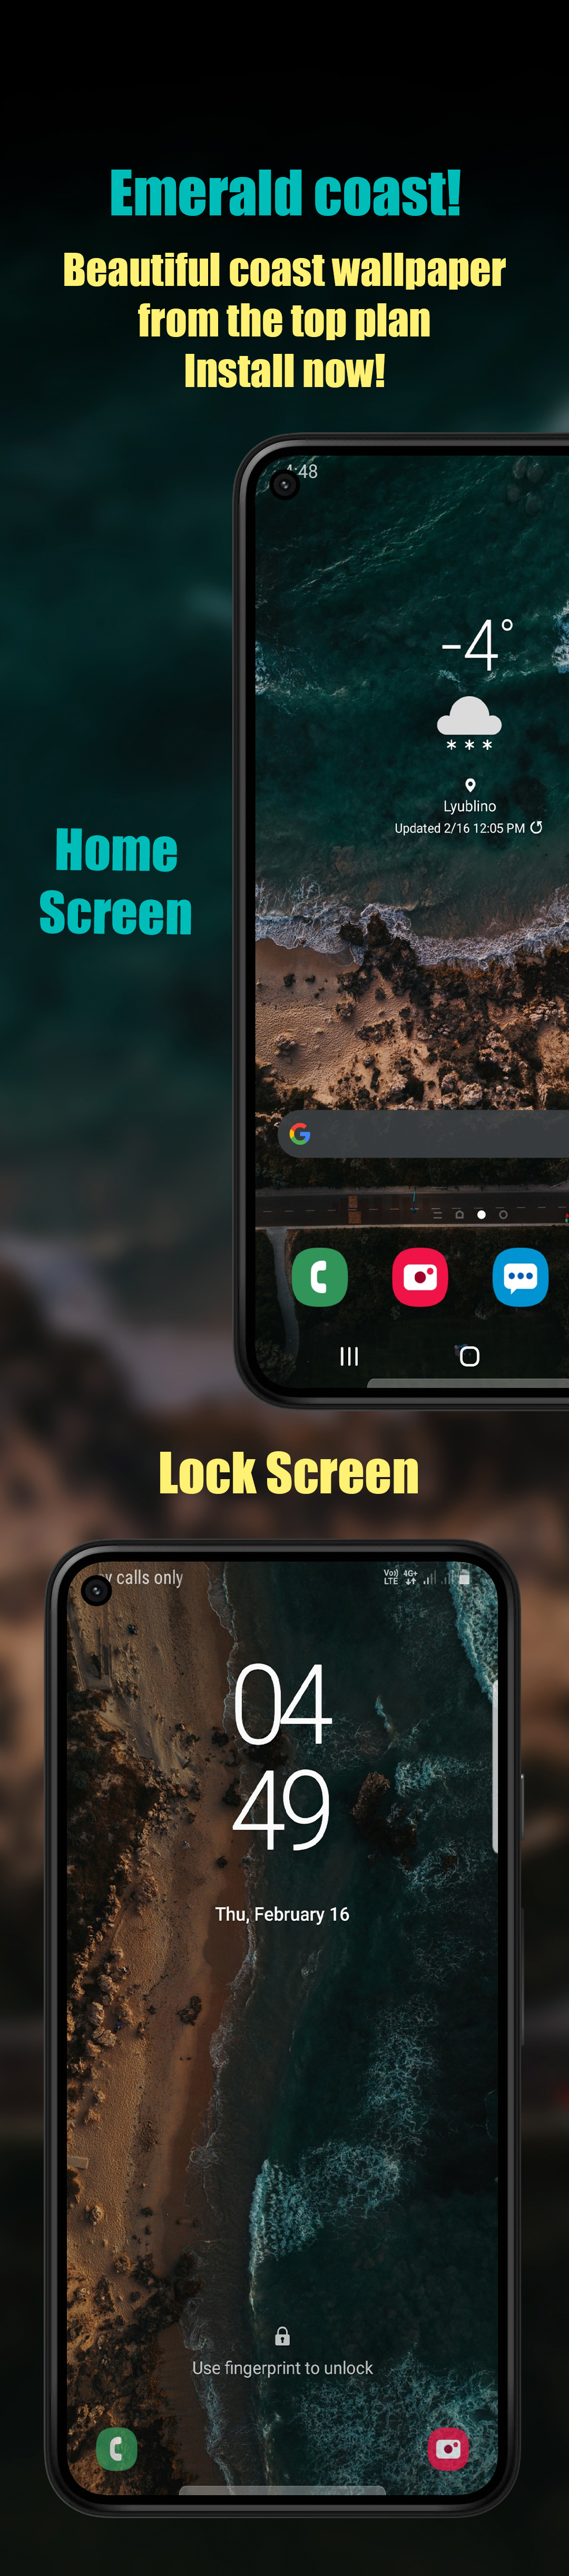 Emerald coast!
Beautiful coast wallpaper
from the top plan
Install now!
4:48
-4°
Lyublino
Updated 2/16 12:05 PM
Home
Screen
G
Lock Screen
calls only
Vo))
LTE
4G+
04
49
Thu, February 16
Use fingerprint to unlock